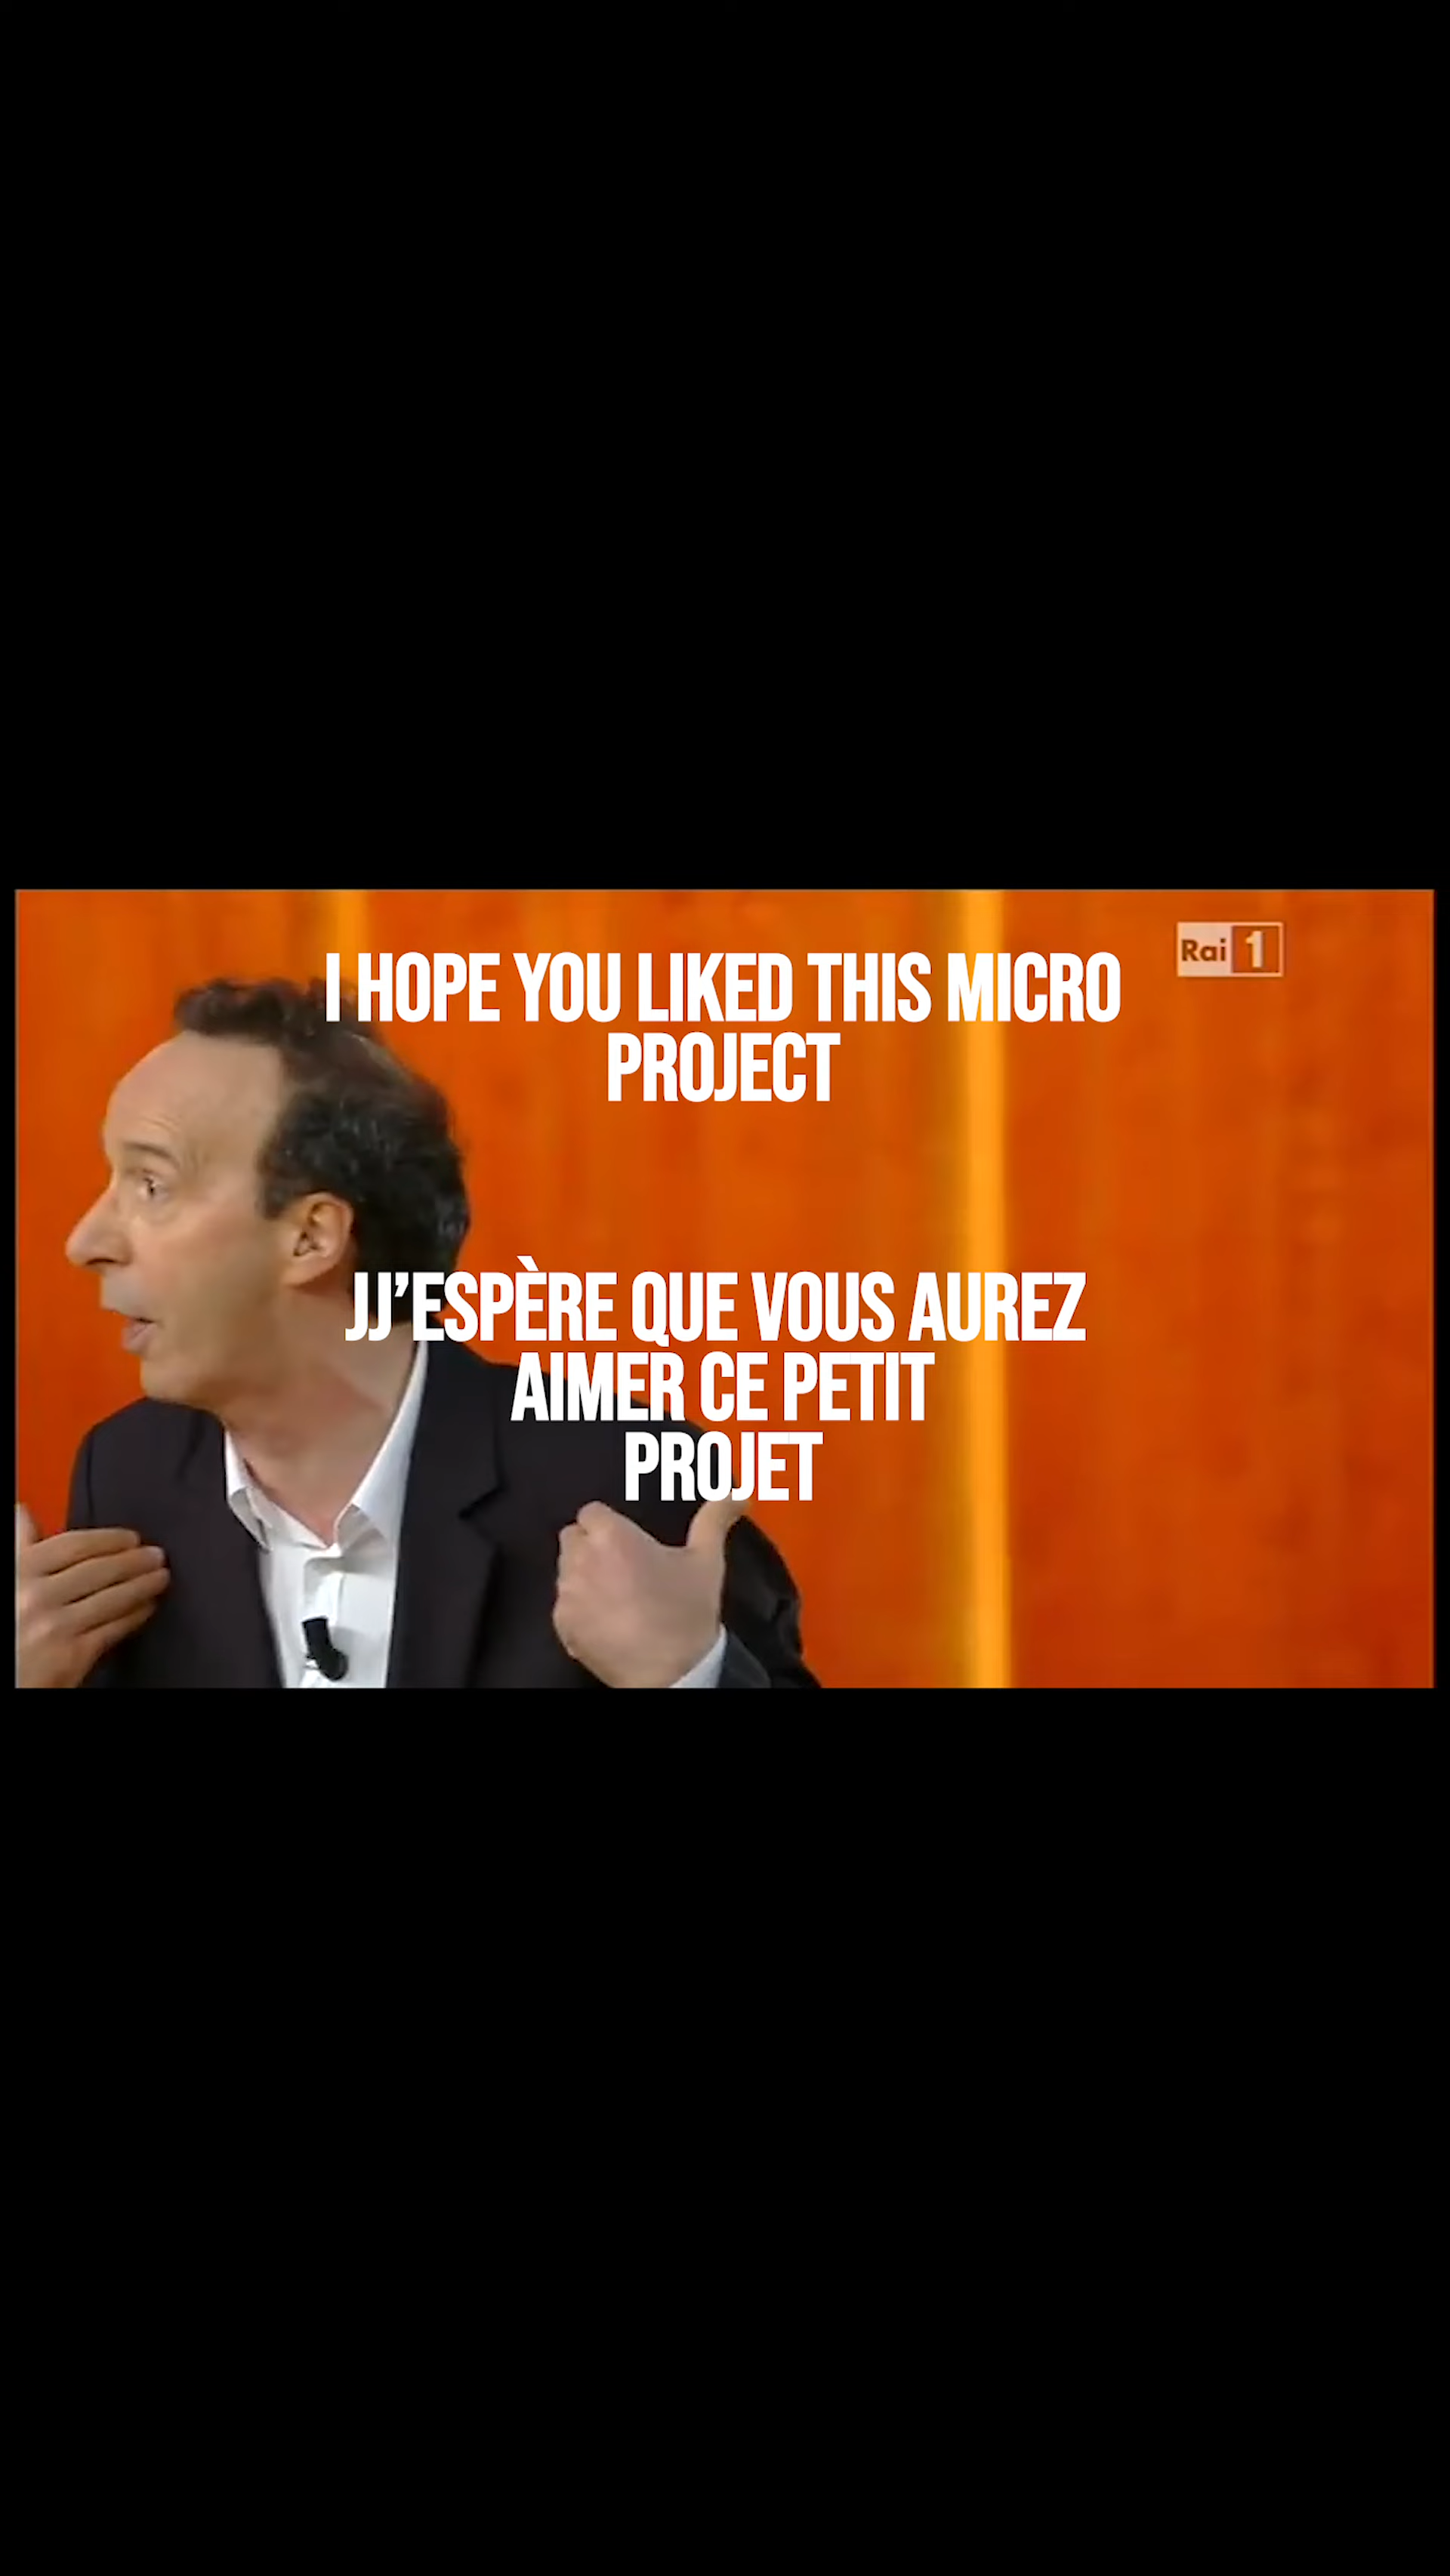 Rai 1
I HOPE YOU LIKED THIS MICRO
PROJECT
JJ'ESPÈRE QUE VOUS AUREZ
AIMER CE PETIT
PROJET